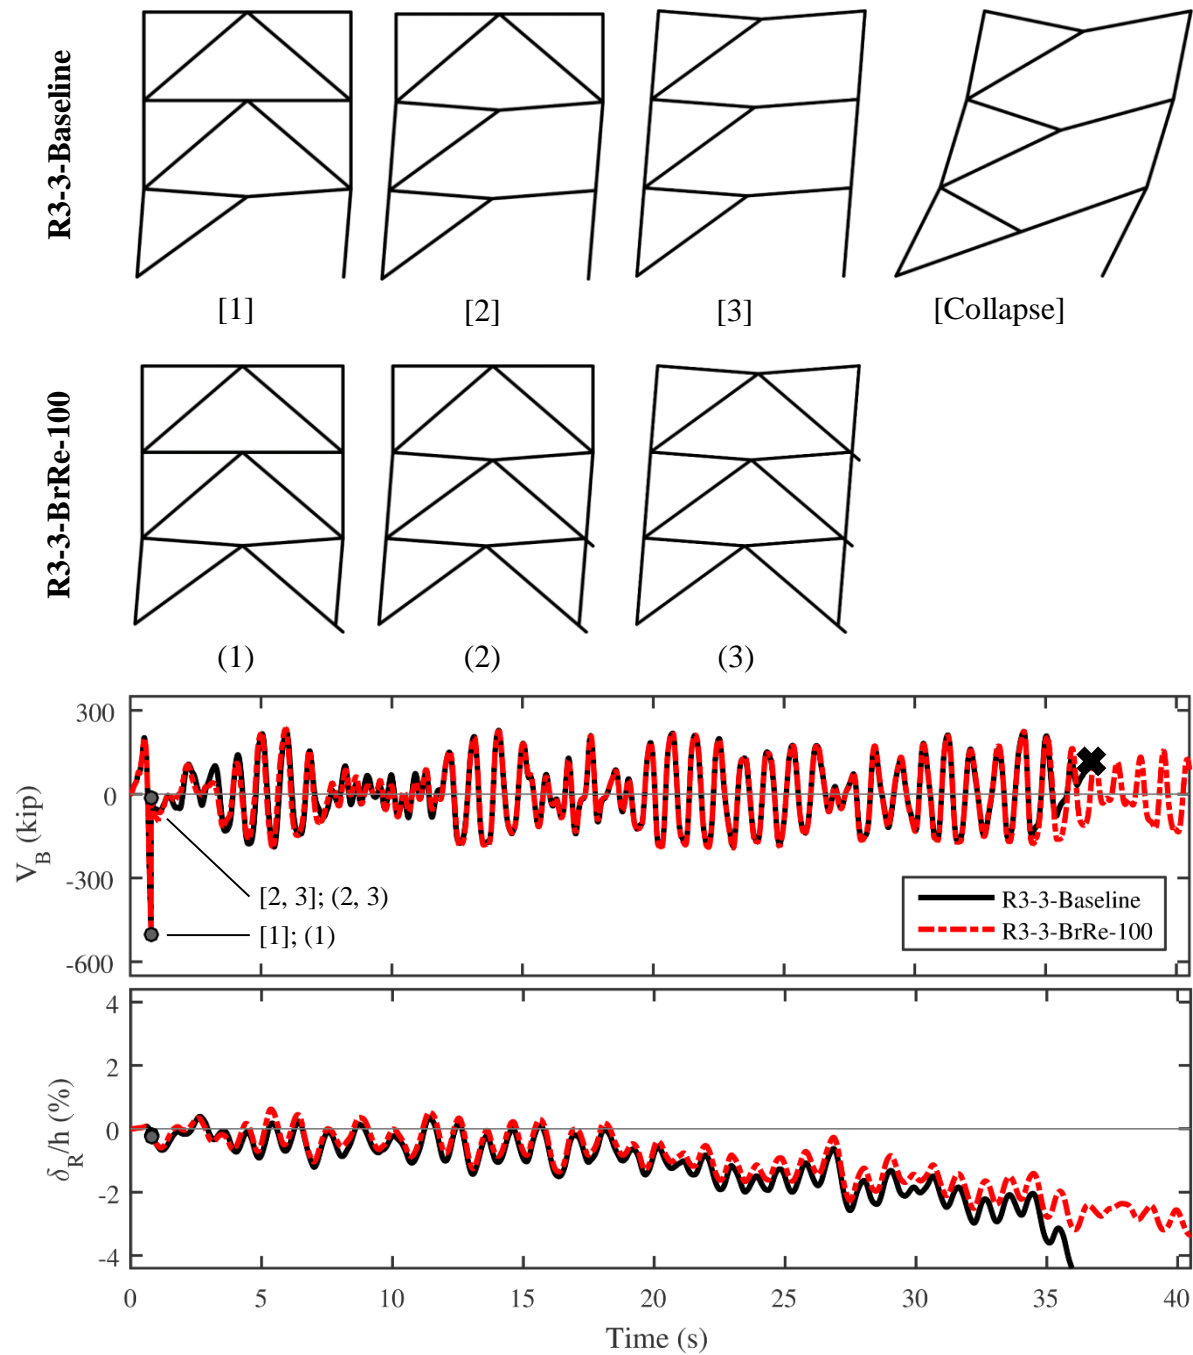 R3-3-Baseline
[1] [2] [3] [Collapse]
R3-3-BrRe-100
(1) (2) (3)
V_B (kip)
300
0
-300
-600
[2, 3]; (2, 3)
[1]; (1)
R3-3-Baseline
R3-3-BrRe-100
δ_R/h (%)
4
2
0
-2
-4
0 5 10 15 20 25 30 35 40
Time (s)